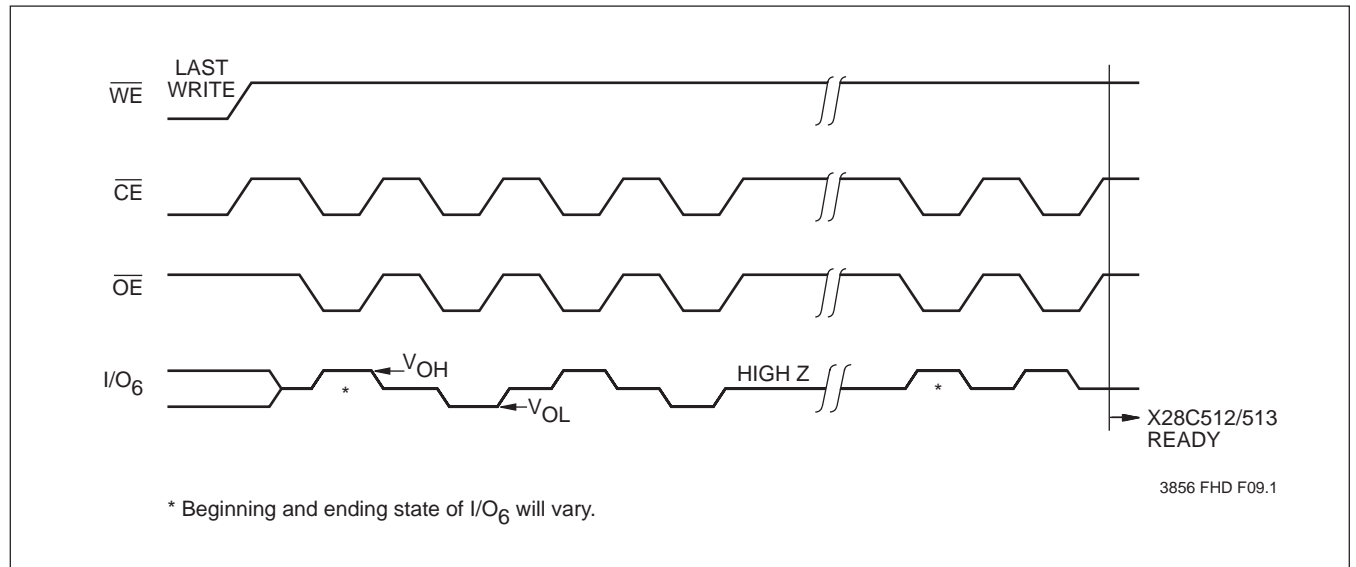 LAST
WRITE
WE
CE
OE
I/O6
VOH
*
VOL
HIGH Z
*
X28C512/513
READY
3856 FHD F09.1
* Beginning and ending state of I/O6 will vary.